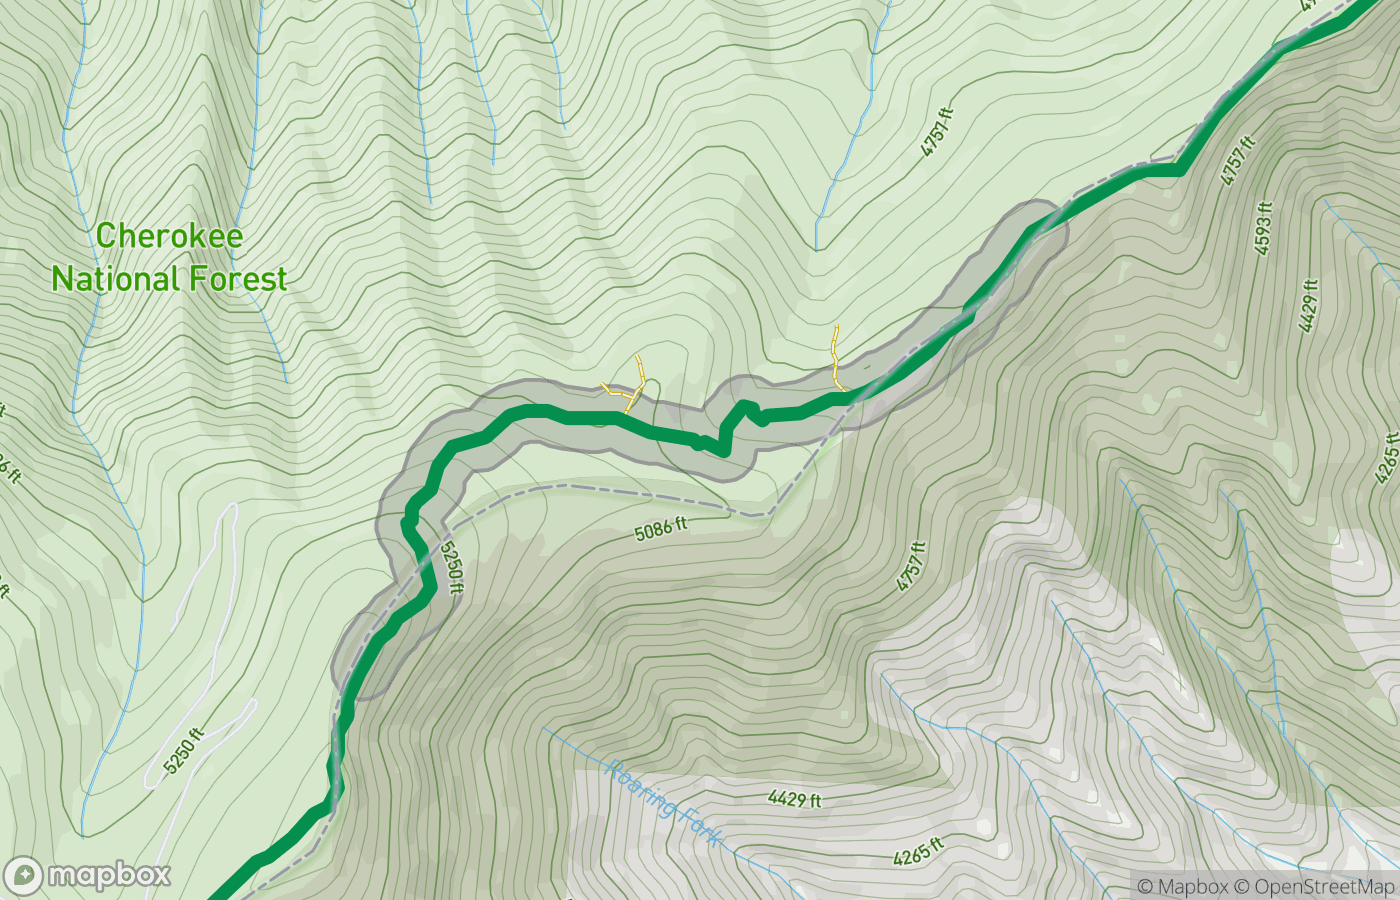 4757 ft
4757 ft
4593 ft
Cherokee
National Forest
4429 ft
4265 ft
5086 ft
5250 ft
4757 ft
5250 ft
Roaring Fork
4429 ft
4265 ft
mapbox
© Mapbox © OpenStreetMap